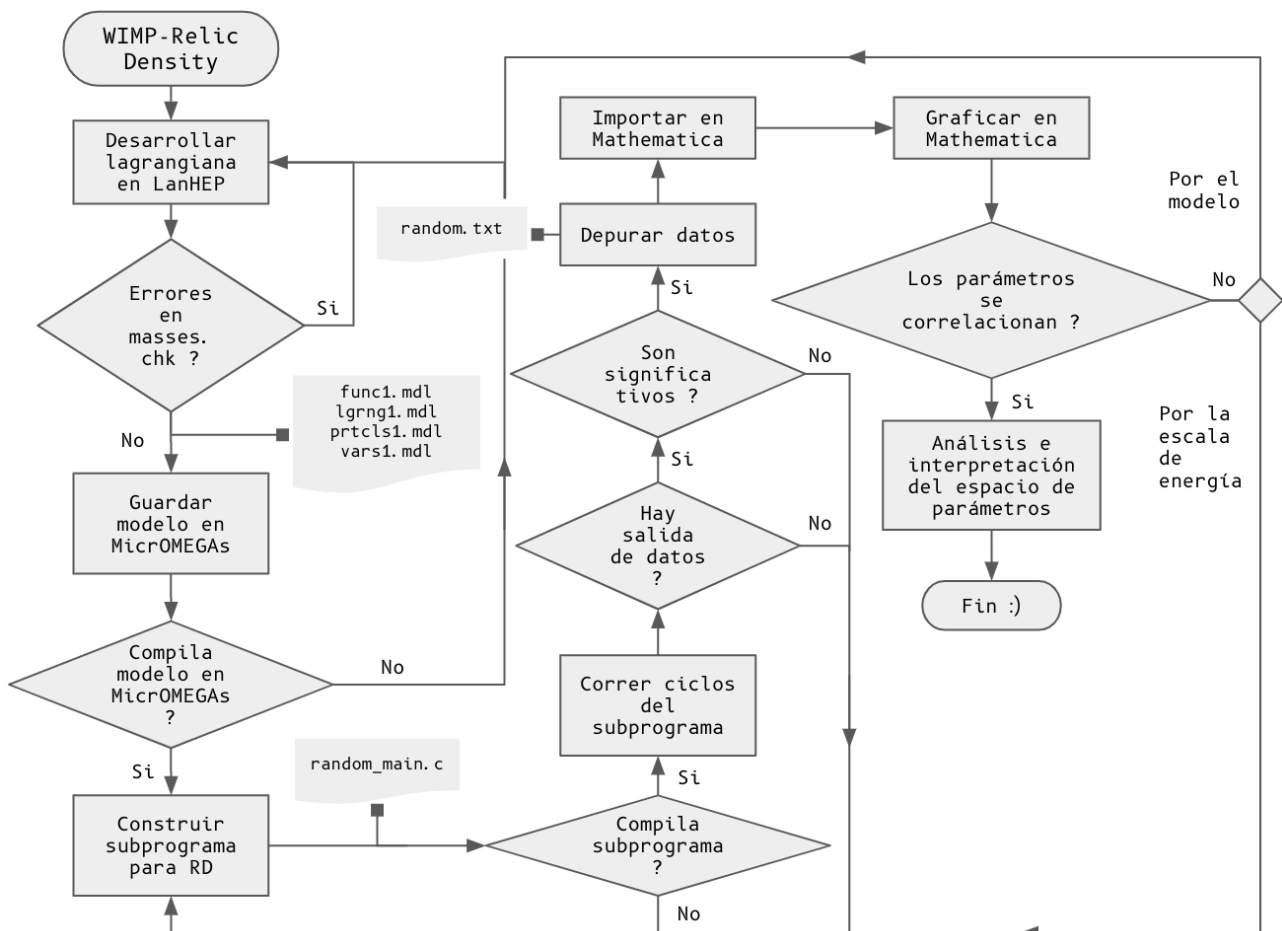 WIMP-Relic
Density
Desarrollar
lagrangiana
en LanHEP
Errores
en
masses.
chk ?
Si
No
func1.mdl
lgrng1.mdl
prtcls1.mdl
vars1.mdl
Guardar
modelo en
MicrOMEGAs
Compila
modelo en
MicrOMEGAs
?
No
Si
Construir
subprograma
para RD
random_main.c
Compila
subprograma
?
No
Si
Correr ciclos
del
subprograma
Hay
salida
de datos
?
No
Si
Son
significa
tivos ?
No
Si
Depurar datos
random.txt
Importar en
Mathematica
Graficar en
Mathematica
Los parámetros
se
correlacionan ?
No
Por el
modelo
Por la
escala
de
energía
Si
Análisis e
interpretación
del espacio de
parámetros
Fin :)